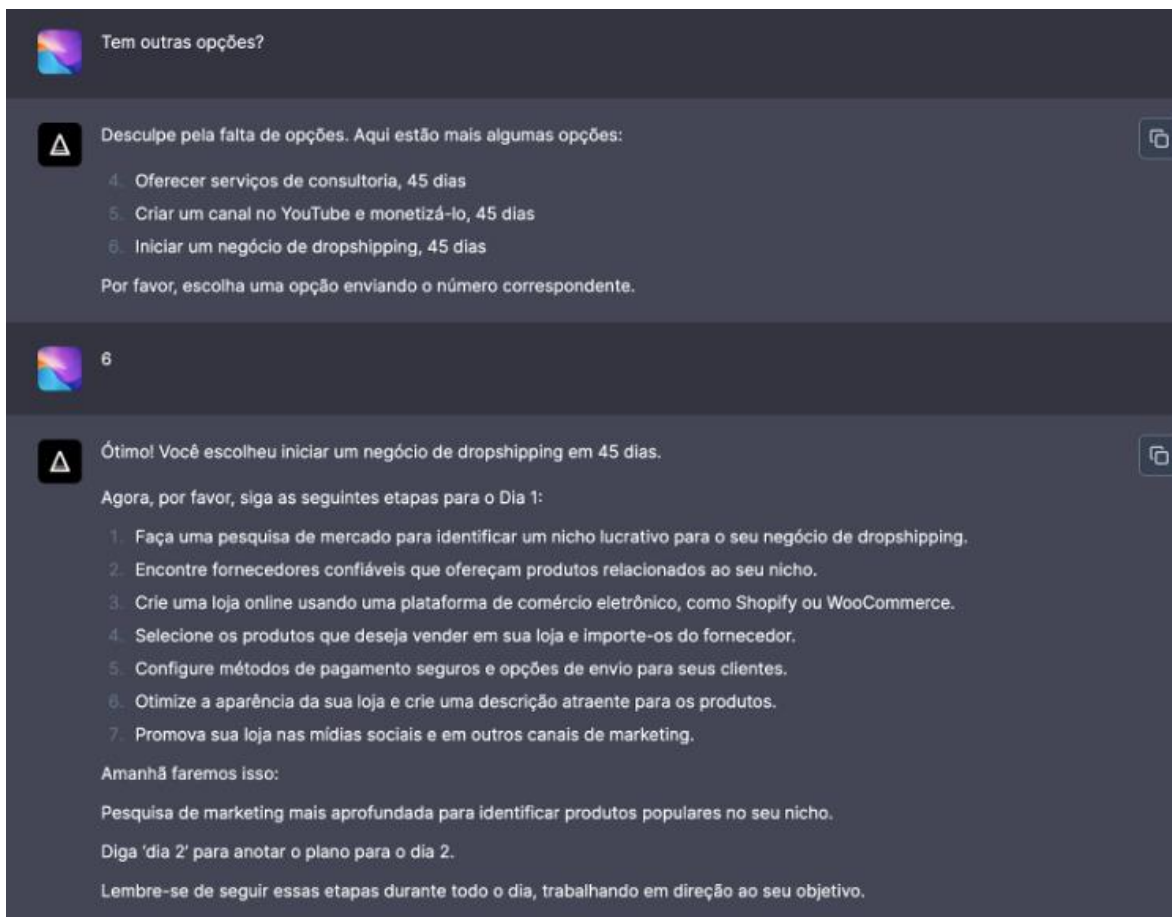 Tem outras opções?
Desculpe pela falta de opções. Aqui estão mais algumas opções:
4. Oferecer serviços de consultoria, 45 dias
5. Criar um canal no YouTube e monetizá-lo, 45 dias
6. Iniciar um negócio de dropshipping, 45 dias
Por favor, escolha uma opção enviando o número correspondente.
6
Ótimo! Você escolheu iniciar um negócio de dropshipping em 45 dias.
Agora, por favor, siga as seguintes etapas para o Dia 1:
1. Faça uma pesquisa de mercado para identificar um nicho lucrativo para o seu negócio de dropshipping.
2. Encontre fornecedores confiáveis que ofereçam produtos relacionados ao seu nicho.
3. Crie uma loja online usando uma plataforma de comércio eletrônico, como Shopify ou WooCommerce.
4. Selecione os produtos que deseja vender em sua loja e importe-os do fornecedor.
5. Configure métodos de pagamento seguros e opções de envio para seus clientes.
6. Otimize a aparência da sua loja e crie uma descrição atraente para os produtos.
7. Promova sua loja nas mídias sociais e em outros canais de marketing.
Amanhã faremos isso:
Pesquisa de marketing mais aprofundada para identificar produtos populares no seu nicho.
Diga 'dia 2' para anotar o plano para o dia 2.
Lembre-se de seguir essas etapas durante todo o dia, trabalhando em direção ao seu objetivo.